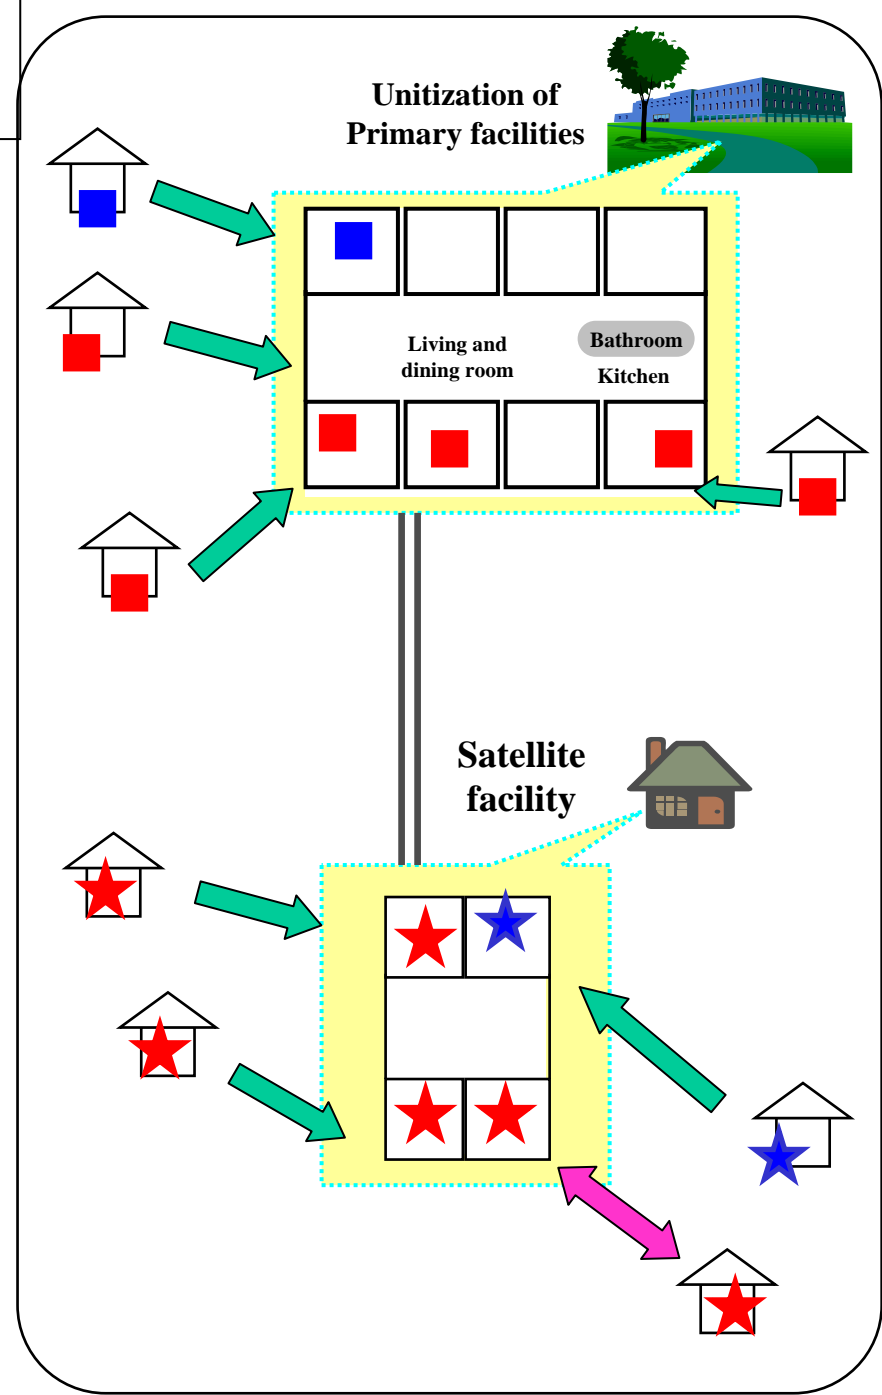 Unitization of
Primary facilities
Living and
dining room
Bathroom
Kitchen
Satellite
facility